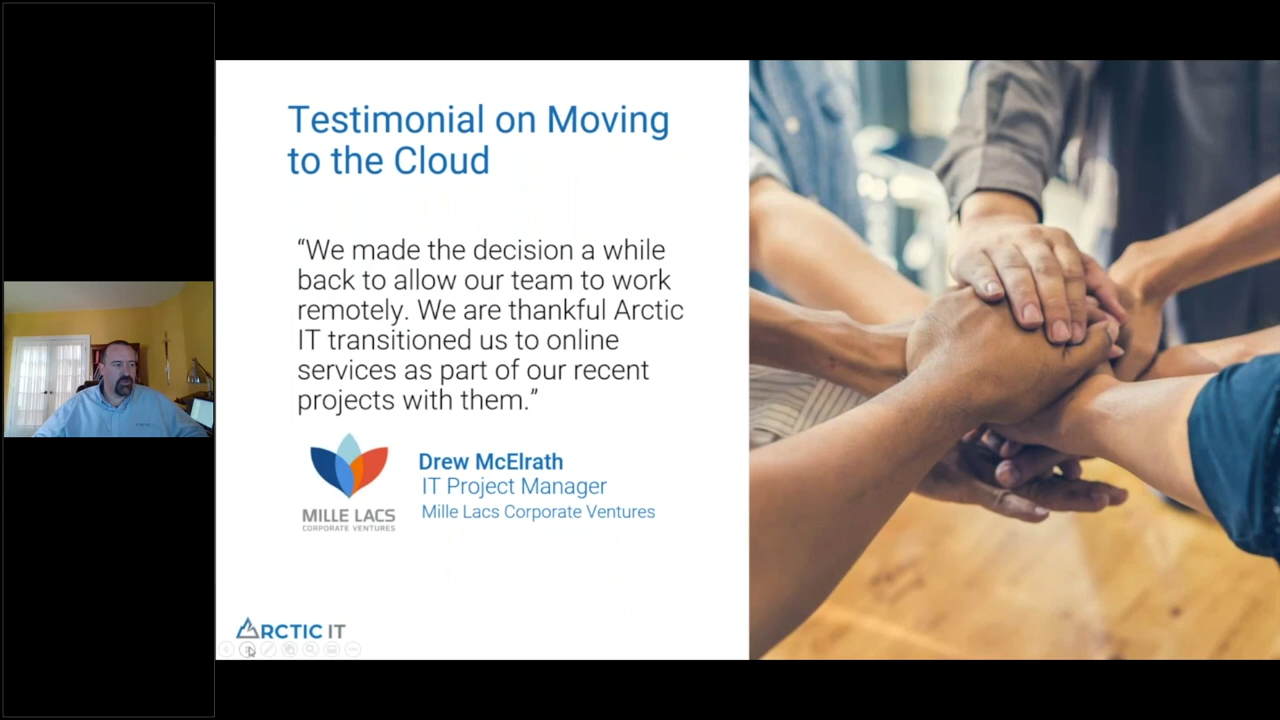 Testimonial on Moving
to the Cloud
“We made the decision a while
back to allow our team to work
remotely. We are thankful Arctic
IT transitioned us to online
services as part of our recent
projects with them.”
MILLE LACS
CORPORATE VENTURES
Drew McElrath
IT Project Manager
Mille Lacs Corporate Ventures
ARCTIC IT